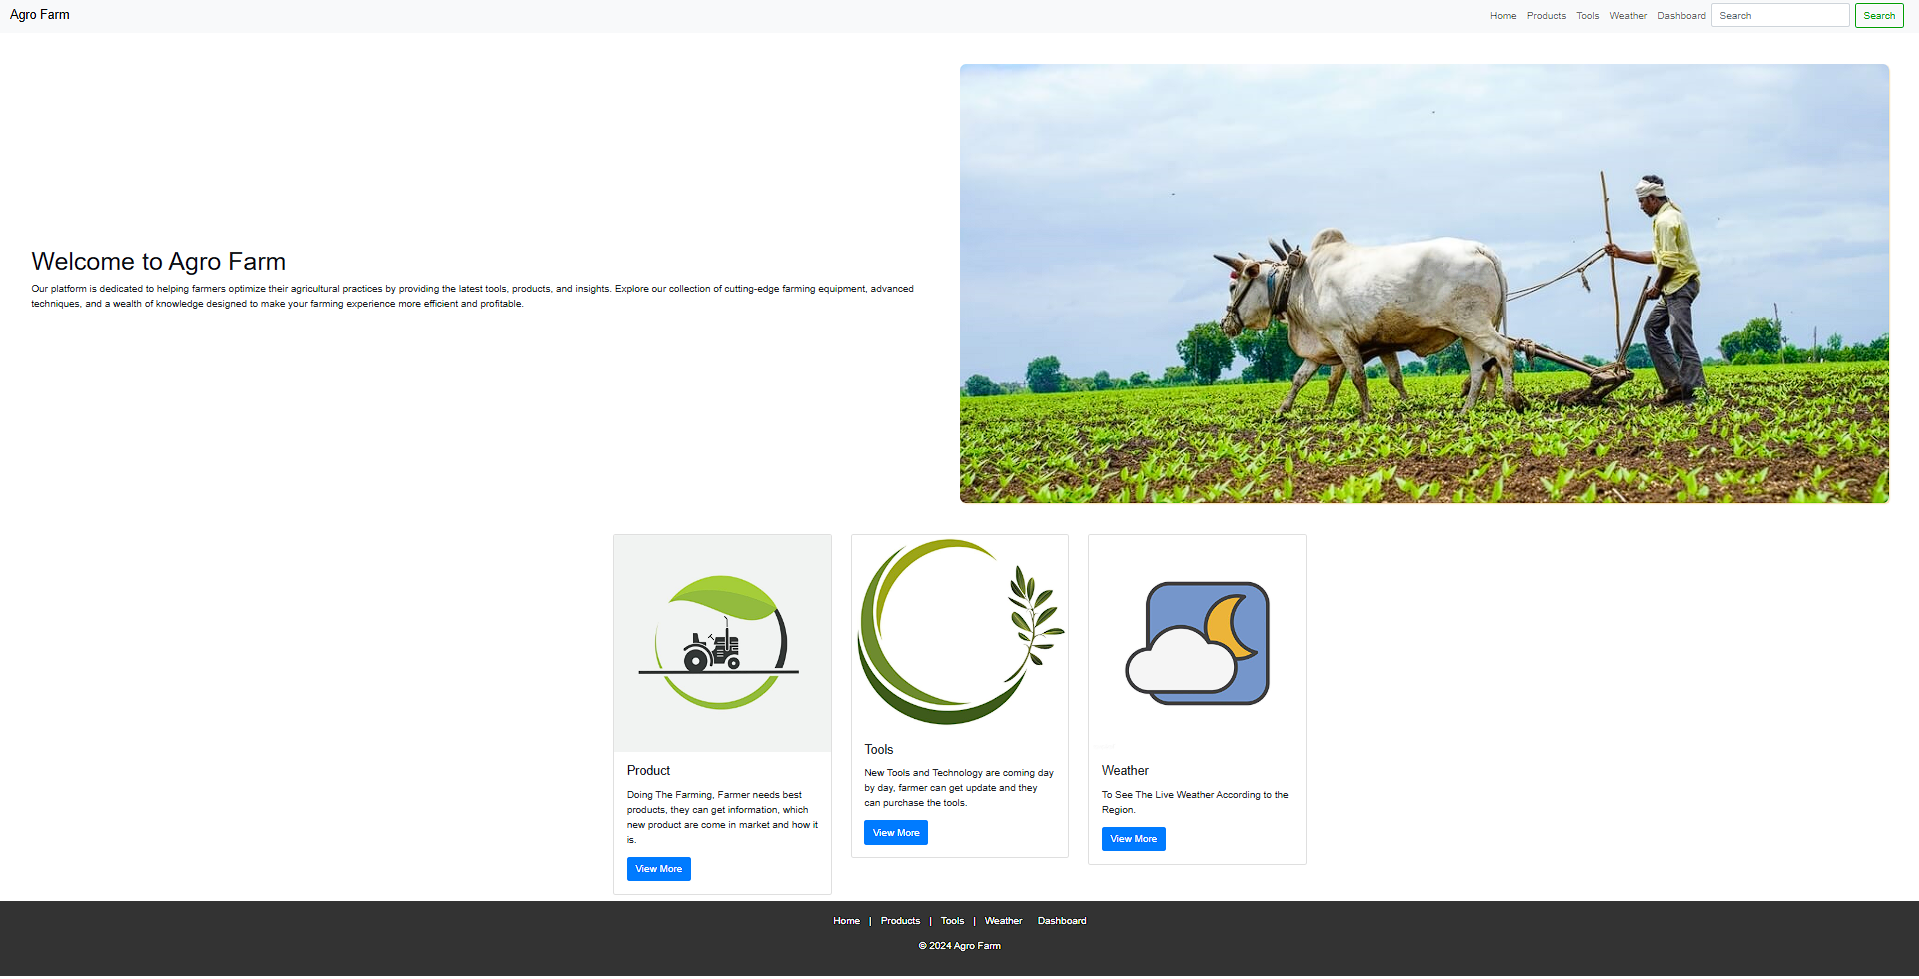 Agro Farm
Home Products Tools Weather Dashboard Search Search
Welcome to Agro Farm
Our platform is dedicated to helping farmers optimize their agricultural practices by providing the latest tools, products, and insights. Explore our collection of cutting-edge farming equipment, advanced
techniques, and a wealth of knowledge designed to make your farming experience more efficient and profitable.
Product
Doing The Farming, Farmer needs best
products, they can get information, which
new product are come in market and how it
is.
View More
Tools
New Tools and Technology are coming day
by day, farmer can get update and they
can purchase the tools.
View More
Weather
To See The Live Weather According to the
Region.
View More
Home | Products | Tools | Weather Dashboard
© 2024 Agro Farm